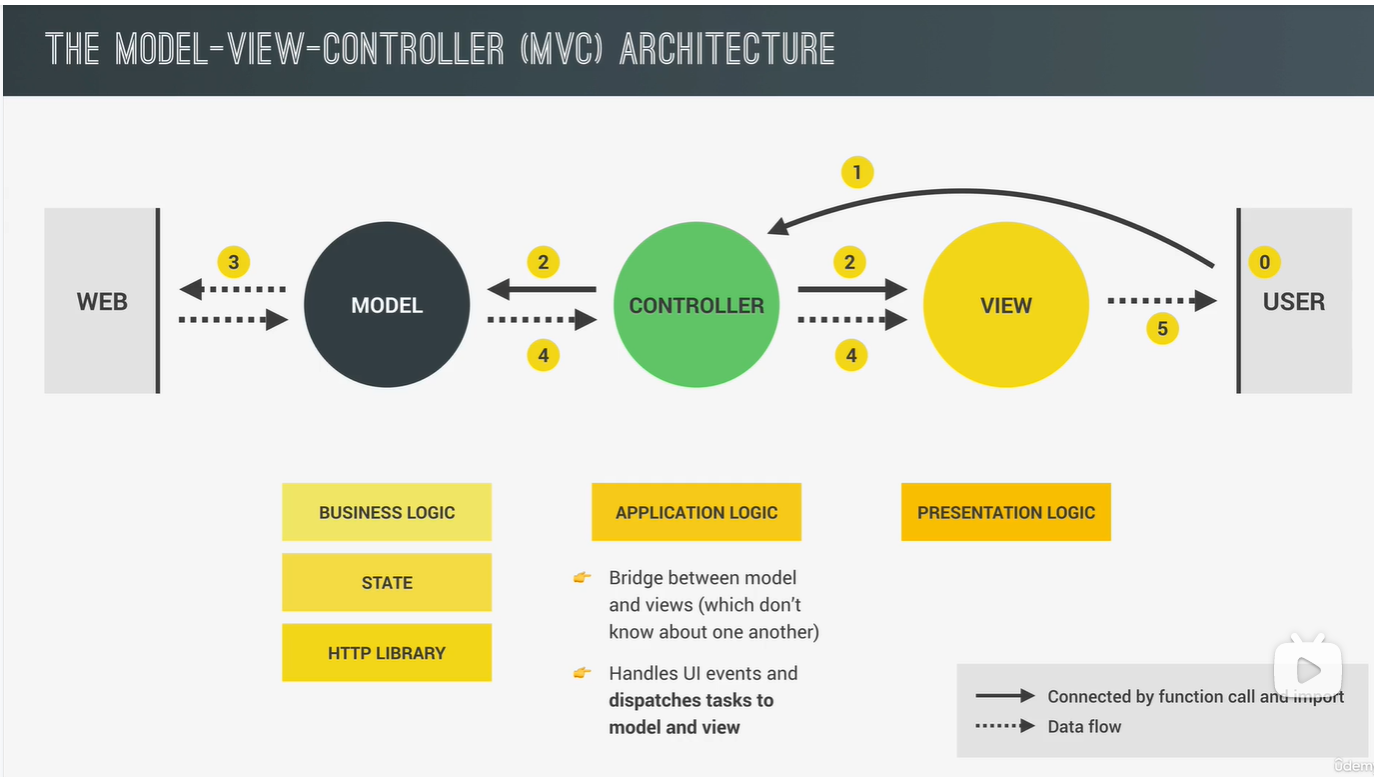 THE MODEL-VIEW-CONTROLLER (MVC) ARCHITECTURE
1
3
2
2
0
WEB
MODEL
CONTROLLER
VIEW
USER
4
4
5
BUSINESS LOGIC
APPLICATION LOGIC
PRESENTATION LOGIC
STATE
HTTP LIBRARY
Bridge between model
and views (which don't
know about one another)
Handles UI events and
dispatches tasks to
model and view
Connected by function call and import
Data flow